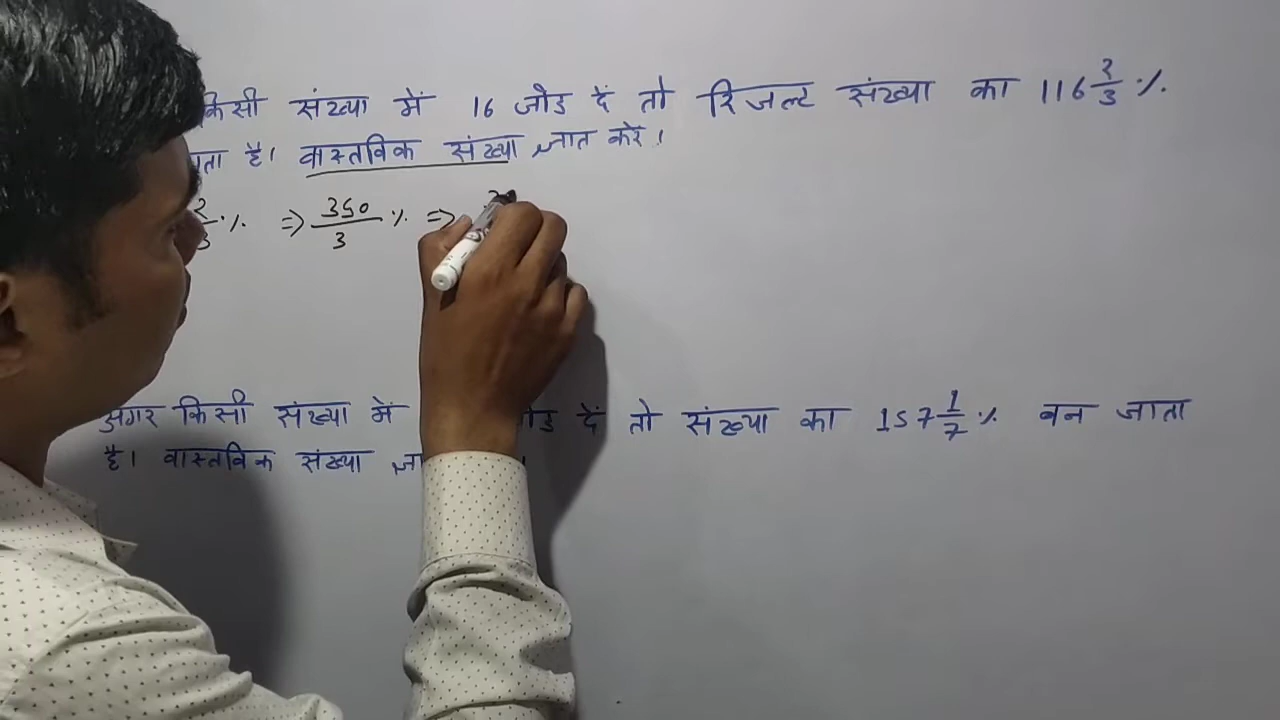 किसी संख्या में 16 जोड दें तो रिजल्ट संख्या का 116 2/3 %
है। वास्तविक संख्या ज्ञात करें।
2/3 % => 350/3 % =>
अगर किसी संख्या में दें तो संख्या का 157 1/7 % बन जाता
है। वास्तविक संख्या